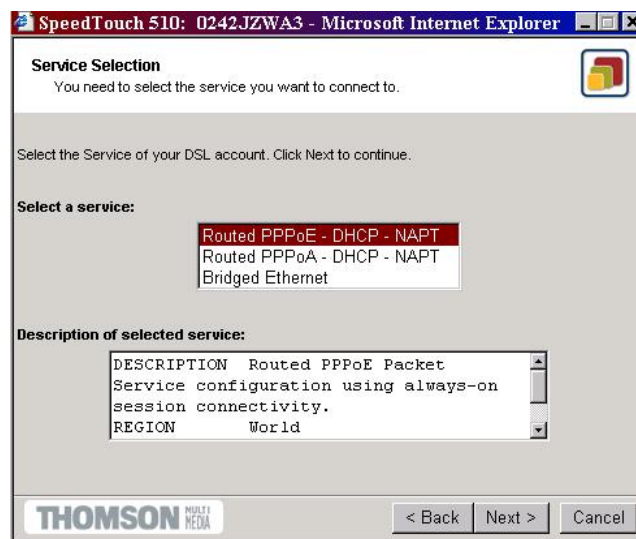 SpeedTouch 510: 0242JZWA3 - Microsoft Internet Explorer
Service Selection
You need to select the service you want to connect to.
Select the Service of your DSL account. Click Next to continue.
Select a service:
Routed PPPoE - DHCP - NAPT
Routed PPPoA - DHCP - NAPT
Bridged Ethernet
Description of selected service:
DESCRIPTION Routed PPPoE Packet
Service configuration using always-on
session connectivity.
REGION World
THOMSON MULTI MEDIA
< Back Next > Cancel